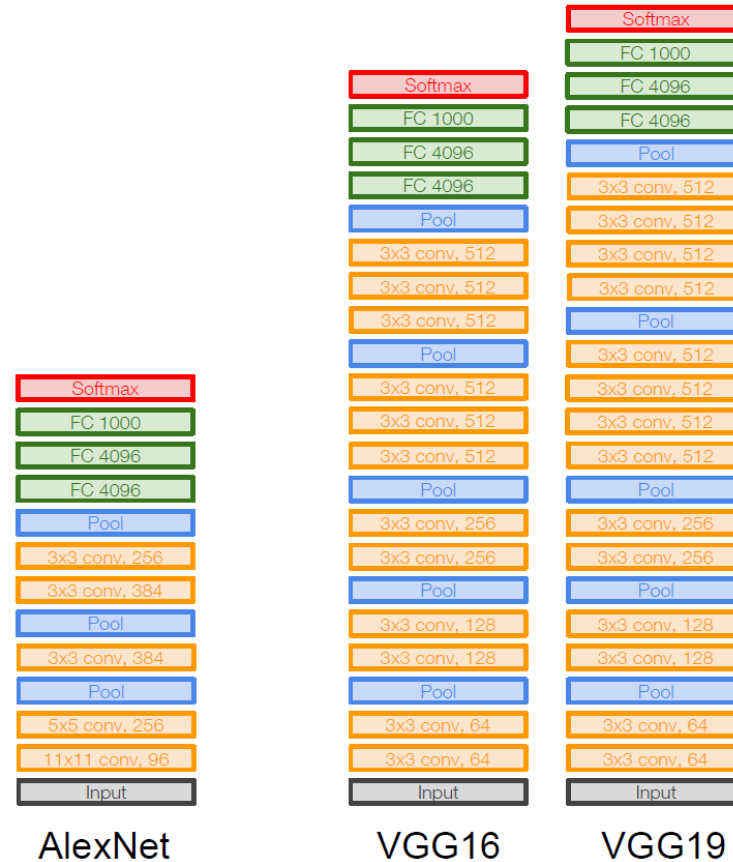 Softmax
FC 1000
FC 4096
FC 4096
Pool
3x3 conv, 256
3x3 conv, 384
Pool
3x3 conv, 384
Pool
5x5 conv, 256
11x11 conv, 96
Input
AlexNet
Softmax
FC 1000
FC 4096
FC 4096
Pool
3x3 conv, 512
3x3 conv, 512
3x3 conv, 512
Pool
3x3 conv, 512
3x3 conv, 512
3x3 conv, 512
Pool
3x3 conv, 256
3x3 conv, 256
Pool
3x3 conv, 128
3x3 conv, 128
Pool
3x3 conv, 64
3x3 conv, 64
Input
VGG16
Softmax
FC 1000
FC 4096
FC 4096
Pool
3x3 conv, 512
3x3 conv, 512
3x3 conv, 512
3x3 conv, 512
Pool
3x3 conv, 512
3x3 conv, 512
3x3 conv, 512
3x3 conv, 512
Pool
3x3 conv, 256
3x3 conv, 256
Pool
3x3 conv, 128
3x3 conv, 128
Pool
3x3 conv, 64
3x3 conv, 64
Input
VGG19